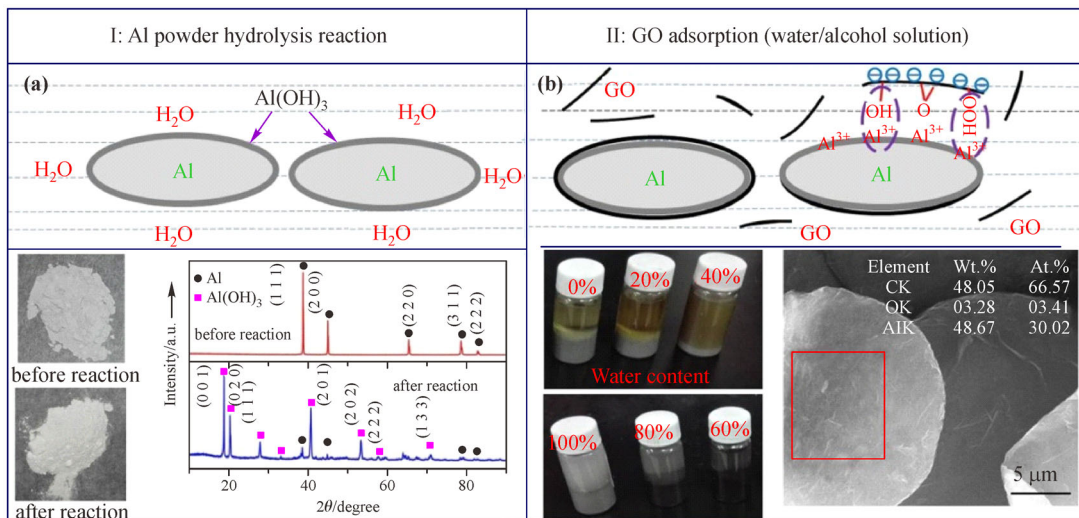 I: Al powder hydrolysis reaction
II: GO adsorption (water/alcohol solution)
(a)
H₂O
Al(OH)₃
H₂O
H₂O
Al
Al
H₂O
H₂O
H₂O
(b)
GO
GO
OH
O
HOO
Al³⁺
Al³⁺
Al³⁺
Al³⁺
Al
Al
GO
GO
before reaction
after reaction
Intensity/a.u.
Al
Al(OH)₃
before reaction
(1 1 1)
(2 0 0)
(2 2 0)
(3 1 1)
(2 2 2)
after reaction
(0 0 1)
(0 2 0)
(1 1 1)
(2 0 1)
(2 0 2)
(2 2 2)
(1 3 3)
20 40 60 80
2θ/degree
0% 20% 40%
Water content
100% 80% 60%
Element Wt.% At.%
CK 48.05 66.57
OK 03.28 03.41
AlK 48.67 30.02
5 μm